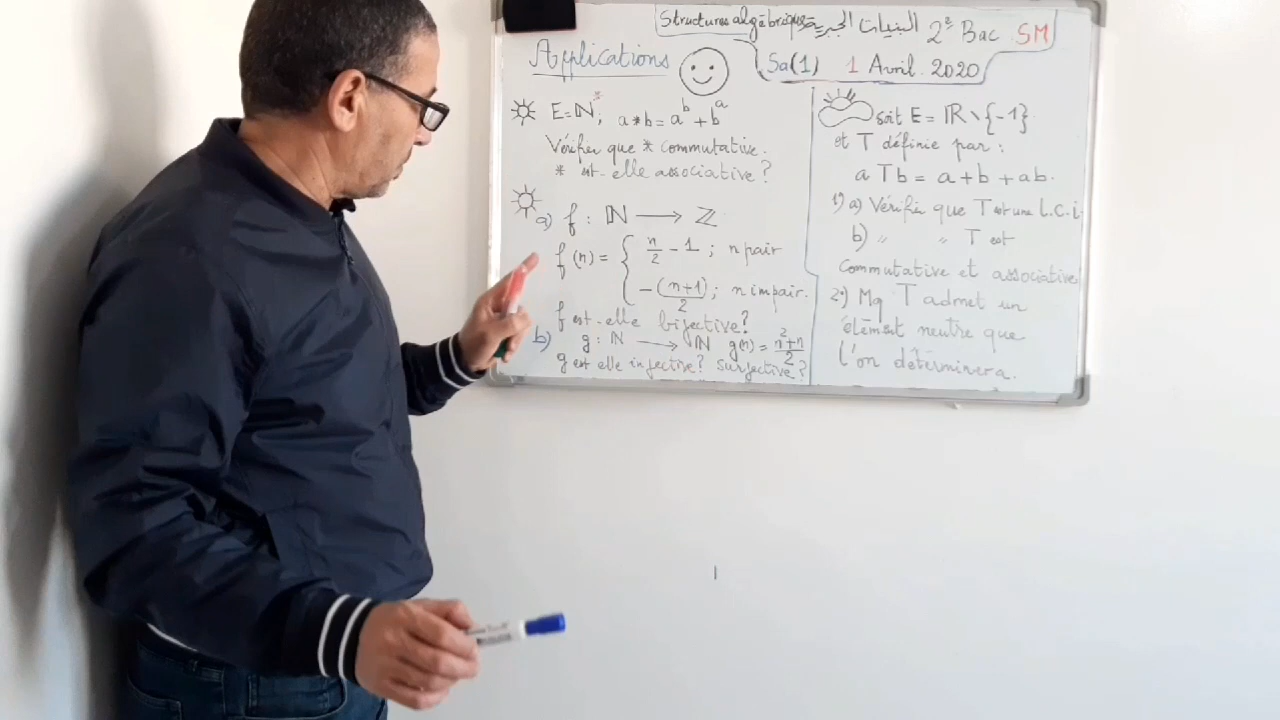 Structures algébriques البنيات الجبرية 2e Bac SM
Sa(1) 1 Avril. 2020
Applications
E=ℕ*; a*b=a^b+b^a
Vérifier que * commutative.
* est-elle associative?
a) f: ℕ → ℤ
f(n) = { n/2 - 1; n pair
-(n+1)/2; n impair.
f est-elle bijective?
b) g: ℕ → ℕ g(n) = (n²+n)/2
g est elle injective? surjective?
soit E = ℝ\{-1}
et T définie par:
a T b = a+b+ab.
1) a) Vérifier que T est une l.c.i
b) " " T est
Commutative et associative
2°) Mq T admet un
élémet neutre que
l'on déterminera.